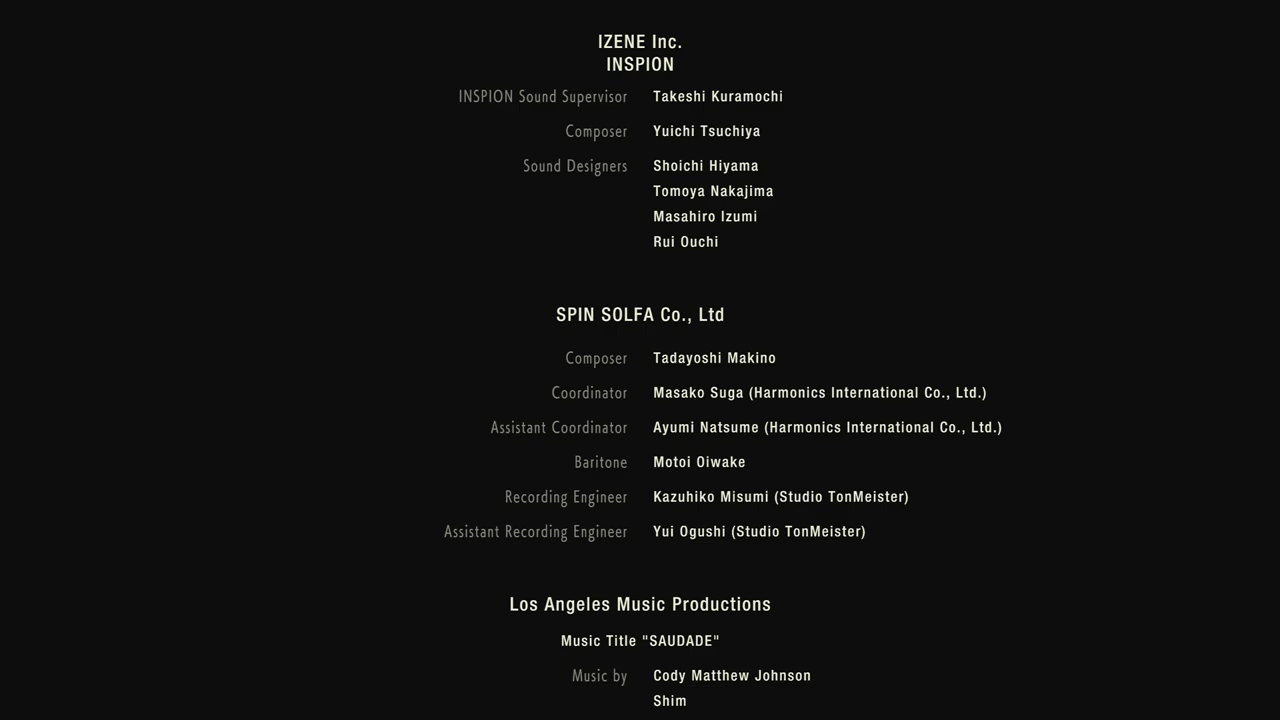 IZENE Inc.
INSPION
INSPION Sound Supervisor Takeshi Kuramochi
Composer Yuichi Tsuchiya
Sound Designers Shoichi Hiyama
Tomoya Nakajima
Masahiro Izumi
Rui Ouchi
SPIN SOLFA Co., Ltd
Composer Tadayoshi Makino
Coordinator Masako Suga (Harmonics International Co., Ltd.)
Assistant Coordinator Ayumi Natsume (Harmonics International Co., Ltd.)
Baritone Motoi Oiwake
Recording Engineer Kazuhiko Misumi (Studio TonMeister)
Assistant Recording Engineer Yui Ogushi (Studio TonMeister)
Los Angeles Music Productions
Music Title "SAUDADE"
Music by Cody Matthew Johnson
Shim